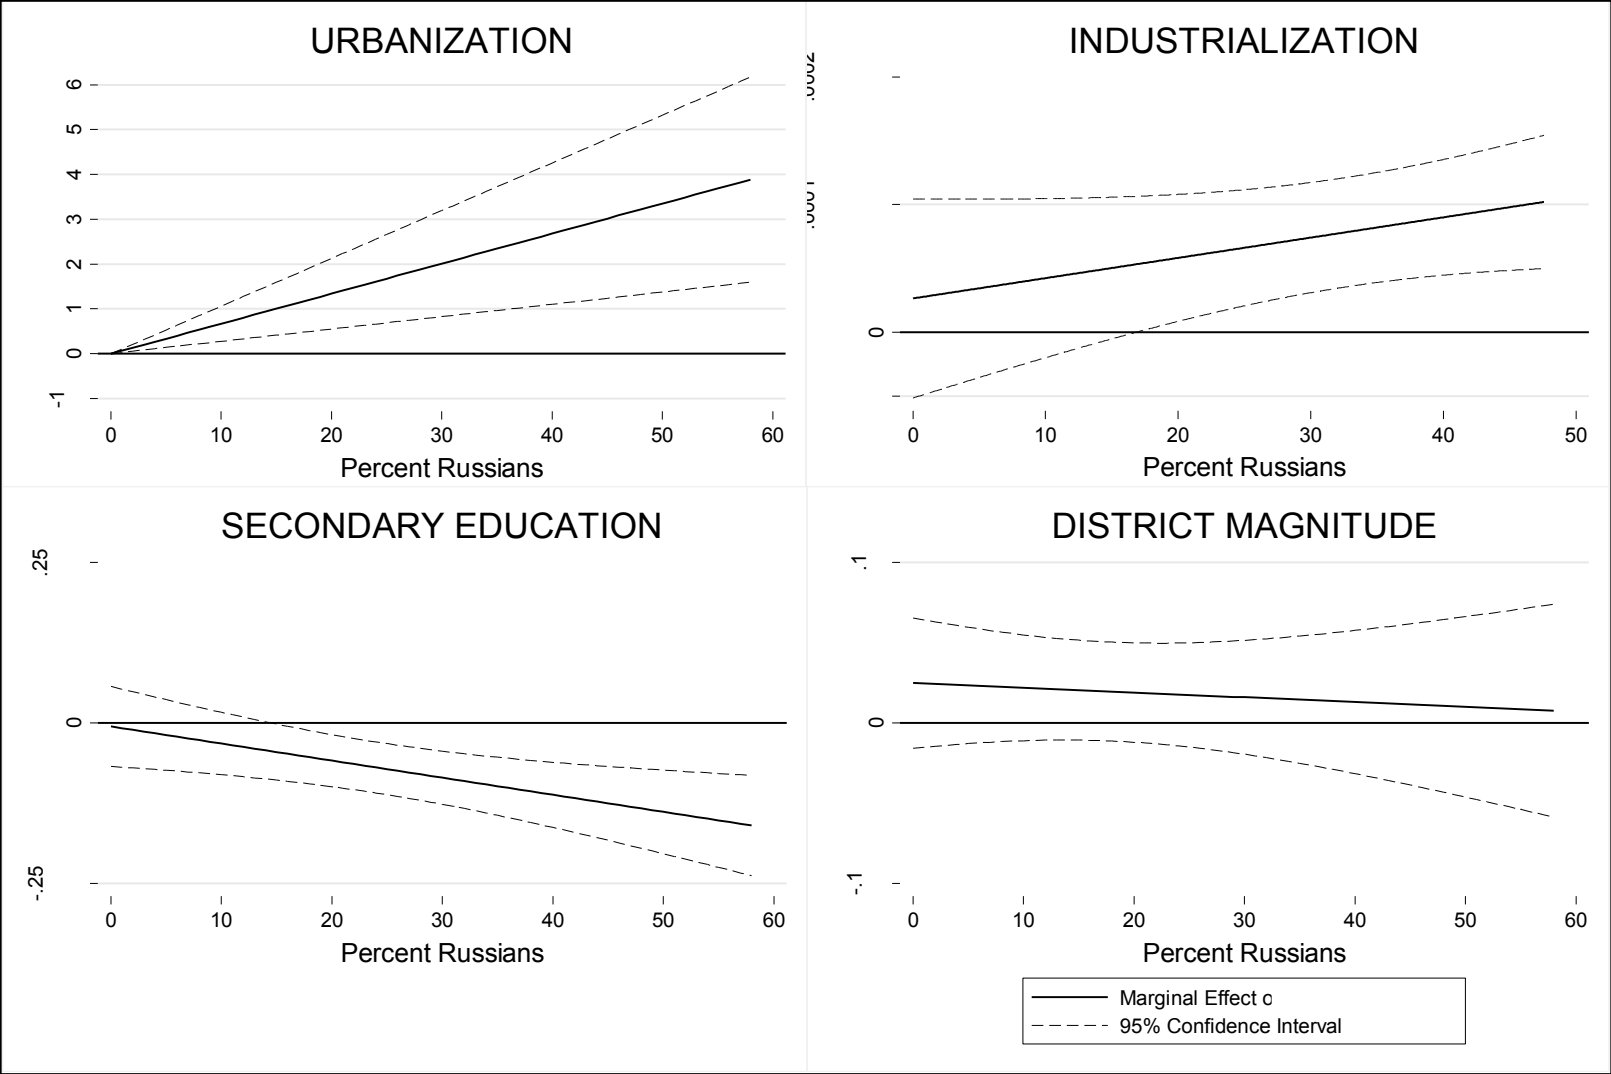 URBANIZATION
6
5
4
3
2
1
0
-1
0 10 20 30 40 50 60
Percent Russians
INDUSTRIALIZATION
0
0 10 20 30 40 50
Percent Russians
SECONDARY EDUCATION
.25
0
-.25
0 10 20 30 40 50 60
Percent Russians
DISTRICT MAGNITUDE
.1
0
-.1
0 10 20 30 40 50 60
Percent Russians
Marginal Effect o
95% Confidence Interval